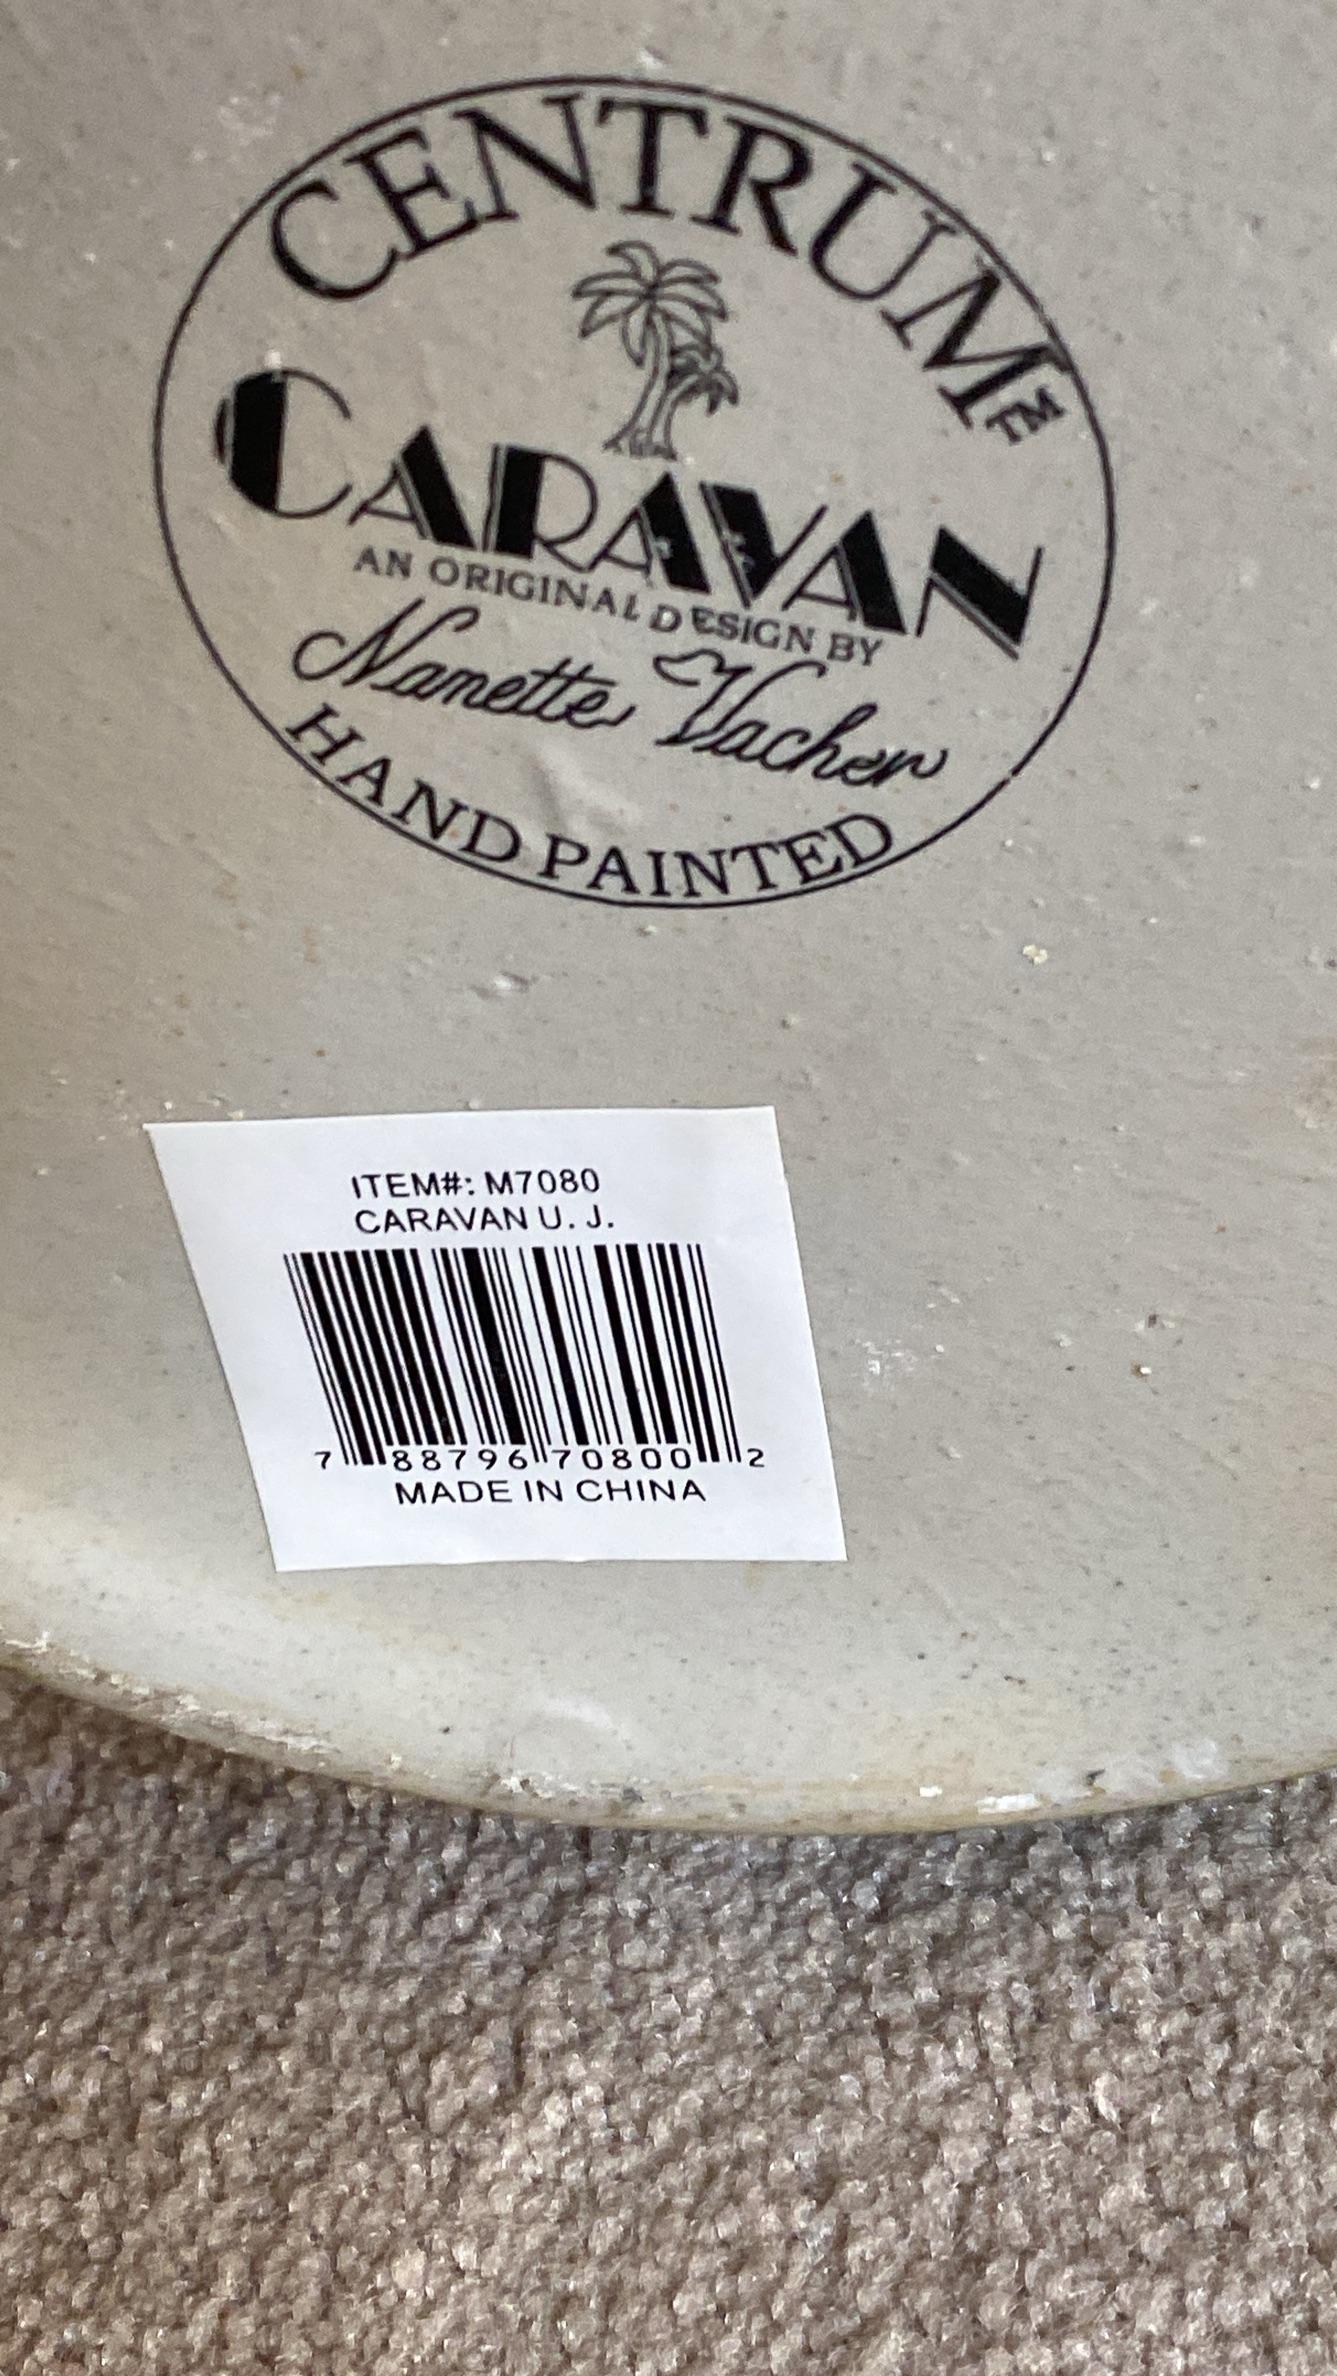 CENTRUM™
CARAVAN
AN ORIGINAL DESIGN BY
Nanette Vacher
HAND PAINTED
ITEM#: M7080
CARAVAN U. J.
7 88796 70800 2
MADE IN CHINA